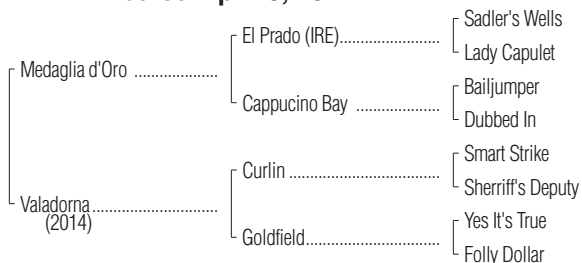 Sadler's Wells
El Prado (IRE)
Lady Capulet
Medaglia d'Oro
Bailjumper
Cappucino Bay
Dubbed In
Smart Strike
Curlin
Sherriff's Deputy
Valadorna
(2014)
Yes It's True
Goldfield
Folly Dollar